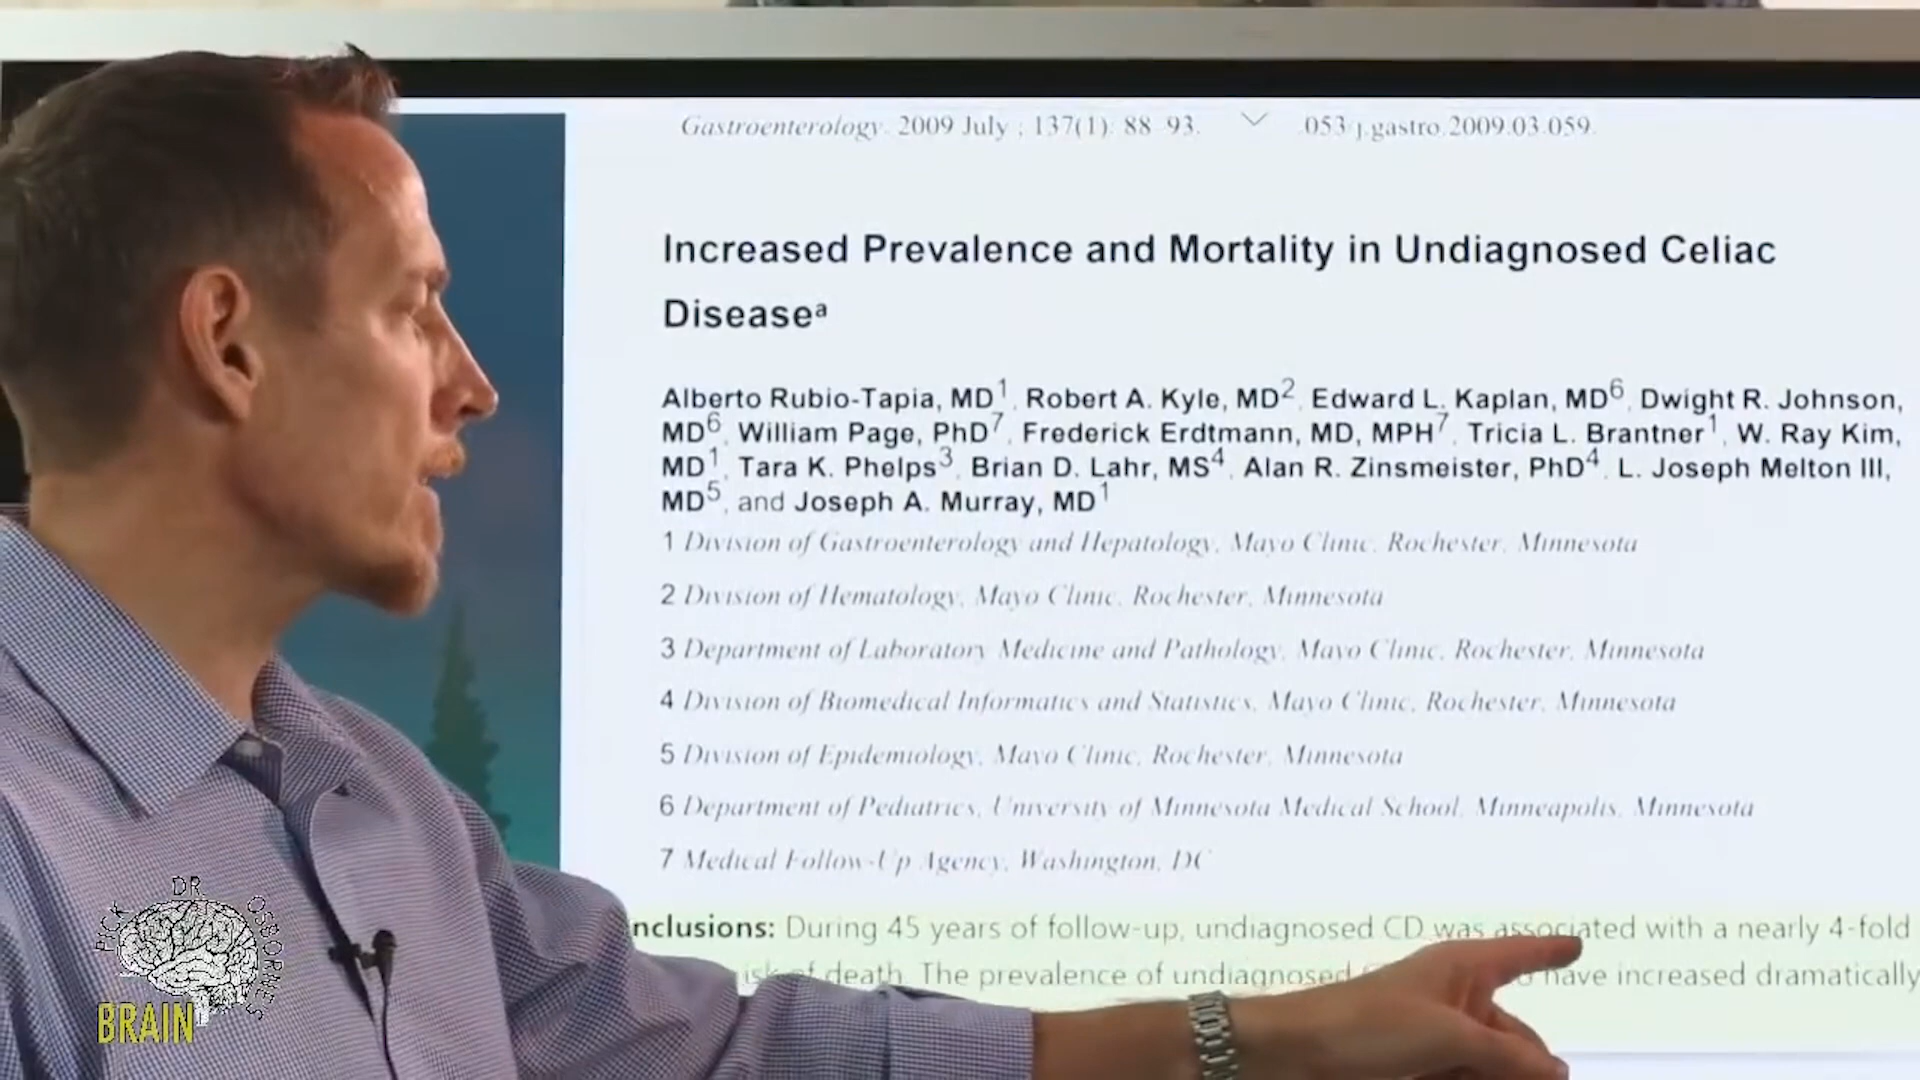 Gastroenterology. 2009 July ; 137(1): 88 93. 053 j.gastro.2009.03.059.
Increased Prevalence and Mortality in Undiagnosed Celiac
Disease^a
Alberto Rubio-Tapia, MD1, Robert A. Kyle, MD2, Edward L. Kaplan, MD6, Dwight R. Johnson,
MD6, William Page, PhD7, Frederick Erdtmann, MD, MPH7, Tricia L. Brantner1, W. Ray Kim,
MD1, Tara K. Phelps3, Brian D. Lahr, MS4, Alan R. Zinsmeister, PhD4, L. Joseph Melton III,
MD5, and Joseph A. Murray, MD1
1 Division of Gastroenterology and Hepatology, Mayo Clinic, Rochester, Minnesota
2 Division of Hematology, Mayo Clinic, Rochester, Minnesota
3 Department of Laboratory Medicine and Pathology, Mayo Clinic, Rochester, Minnesota
4 Division of Biomedical Informatics and Statistics, Mayo Clinic, Rochester, Minnesota
5 Division of Epidemiology, Mayo Clinic, Rochester, Minnesota
6 Department of Pediatrics, University of Minnesota Medical School, Minneapolis, Minnesota
7 Medical Follow-Up Agency, Washington, DC
nclusions: During 45 years of follow-up, undiagnosed CD was associated with a nearly 4-fold
isk of death. The prevalence of undiagnosed have increased dramatically
PICK DR. OSBORNE'S
BRAIN